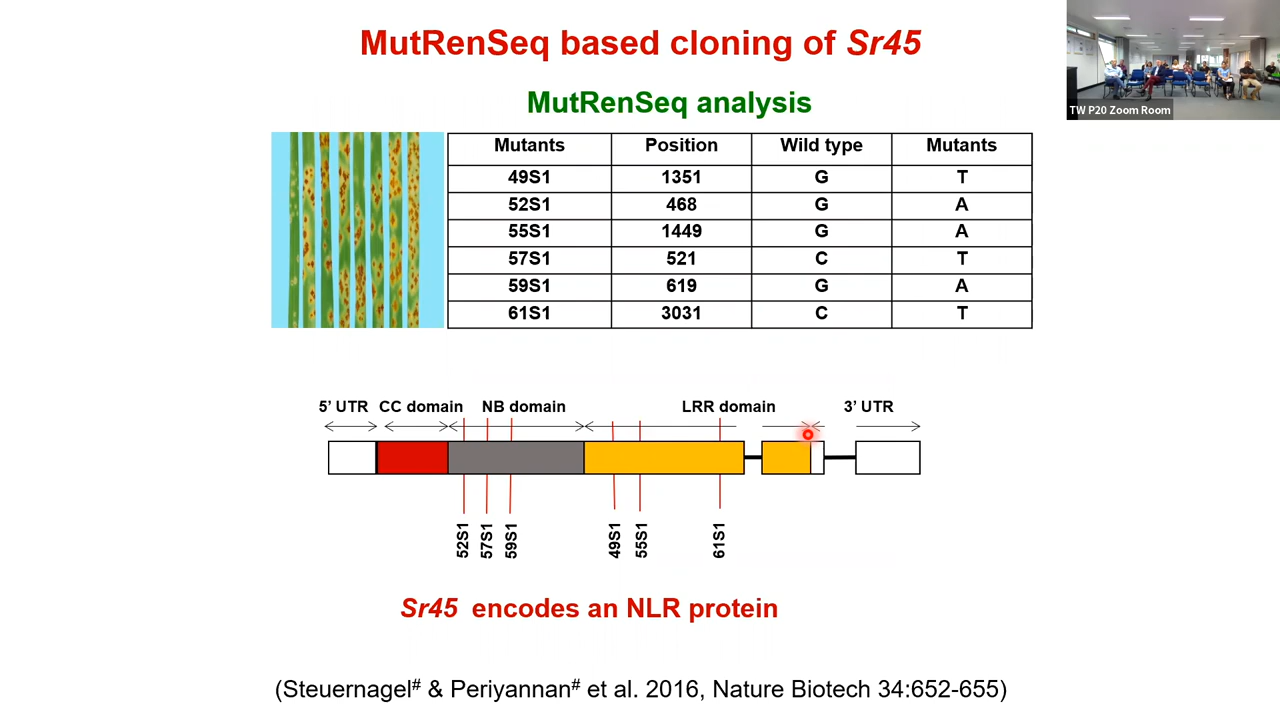 MutRenSeq based cloning of Sr45
MutRenSeq analysis
TW P20 Zoom Room
Mutants Position Wild type Mutants
49S1 1351 G T
52S1 468 G A
55S1 1449 G A
57S1 521 C T
59S1 619 G A
61S1 3031 C T
5’ UTR CC domain NB domain LRR domain 3’ UTR
52S1 57S1 59S1 49S1 55S1 61S1
Sr45 encodes an NLR protein
(Steuernagel# & Periyannan# et al. 2016, Nature Biotech 34:652-655)